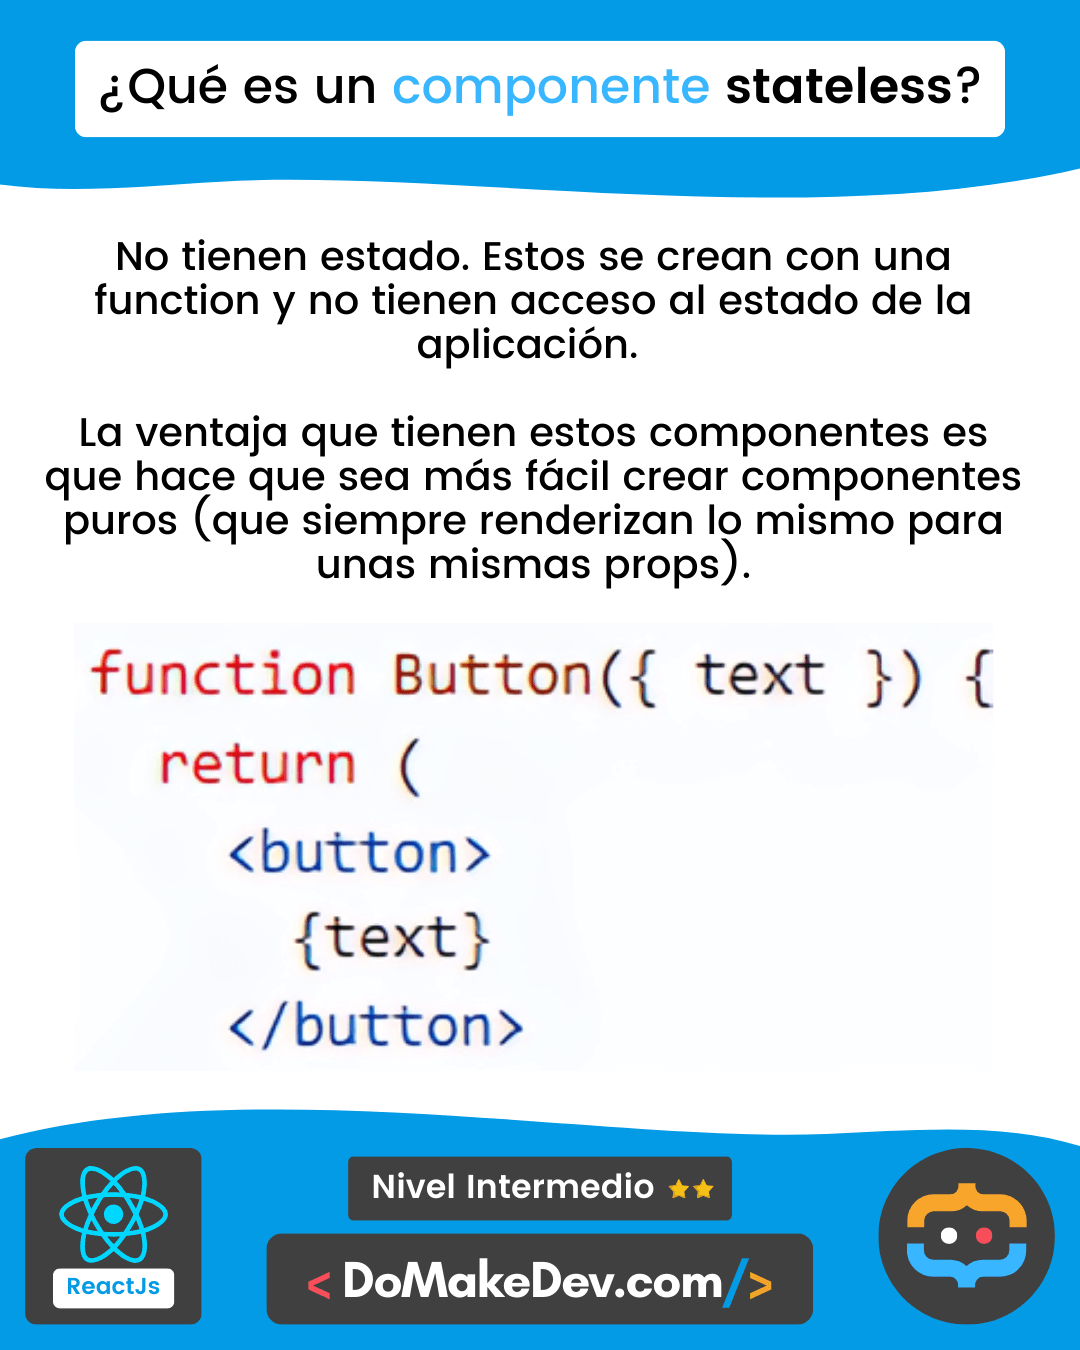 ¿Qué es un componente stateless?
No tienen estado. Estos se crean con una
function y no tienen acceso al estado de la
aplicación.
La ventaja que tienen estos componentes es
que hace que sea más fácil crear componentes
puros (que siempre renderizan lo mismo para
unas mismas props).
function Button({ text }) {
return (
<button>
{text}
</button>
Nivel Intermedio
ReactJs
< DoMakeDev.com/>